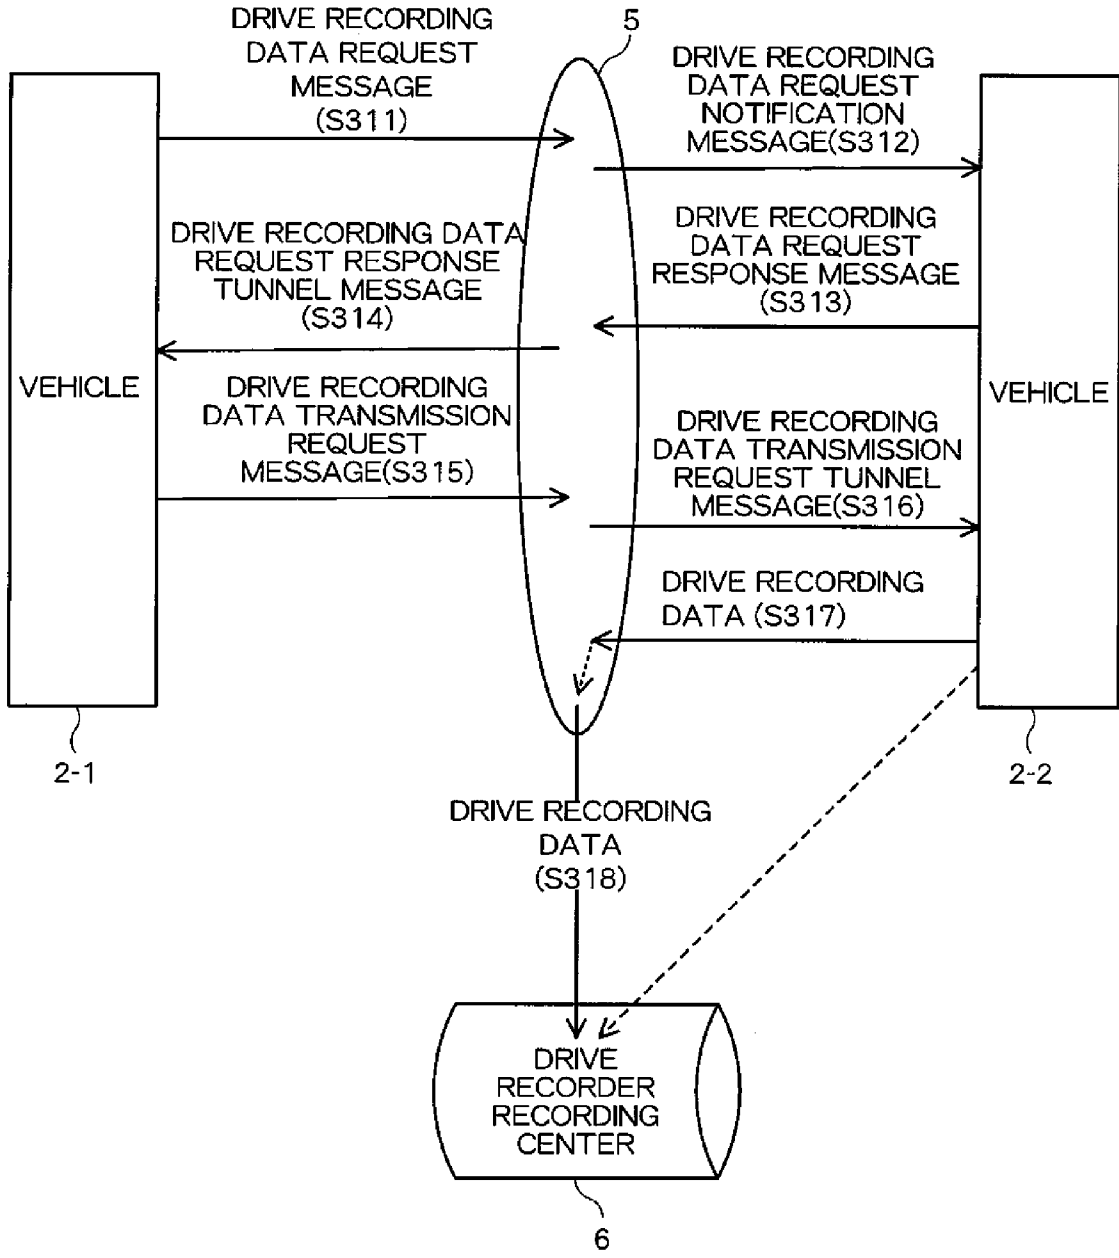 DRIVE RECORDING
DATA REQUEST
MESSAGE
(S311)
5
DRIVE RECORDING
DATA REQUEST
NOTIFICATION
MESSAGE(S312)
DRIVE RECORDING DATA
REQUEST RESPONSE
TUNNEL MESSAGE
(S314)
DRIVE RECORDING
DATA REQUEST
RESPONSE MESSAGE
(S313)
VEHICLE
VEHICLE
DRIVE RECORDING
DATA TRANSMISSION
REQUEST
MESSAGE(S315)
DRIVE RECORDING
DATA TRANSMISSION
REQUEST TUNNEL
MESSAGE(S316)
DRIVE RECORDING
DATA (S317)
2-1
2-2
DRIVE RECORDING
DATA
(S318)
DRIVE
RECORDER
RECORDING
CENTER
6